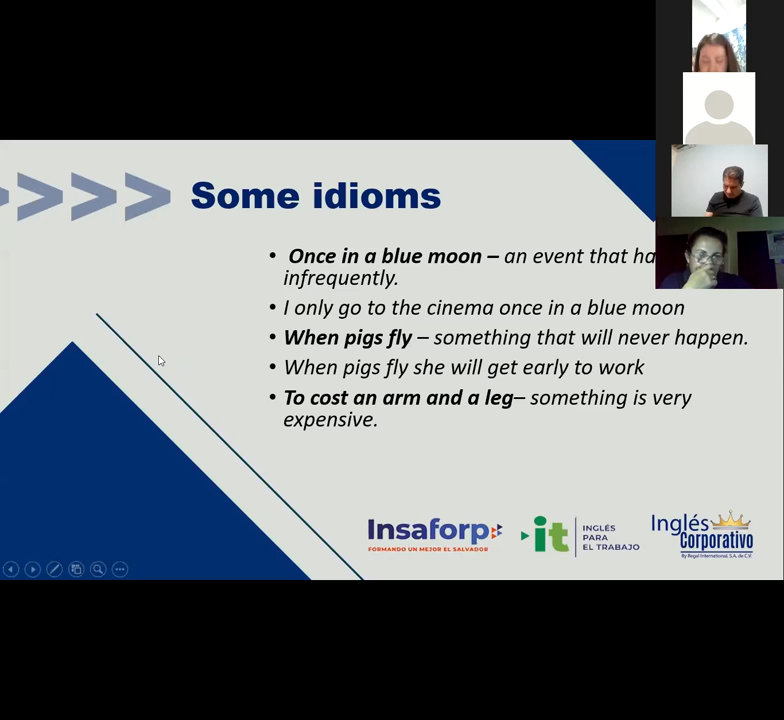 >>>> Some idioms
• Once in a blue moon – an event that ha
infrequently.
• I only go to the cinema once in a blue moon
• When pigs fly – something that will never happen.
• When pigs fly she will get early to work
• To cost an arm and a leg– something is very
expensive.
Insaforp
FORMANDO UN MEJOR EL SALVADOR
it
INGLÉS
PARA
EL TRABAJO
Inglés
Corporativo
By Regal International, S.A. de C.V.